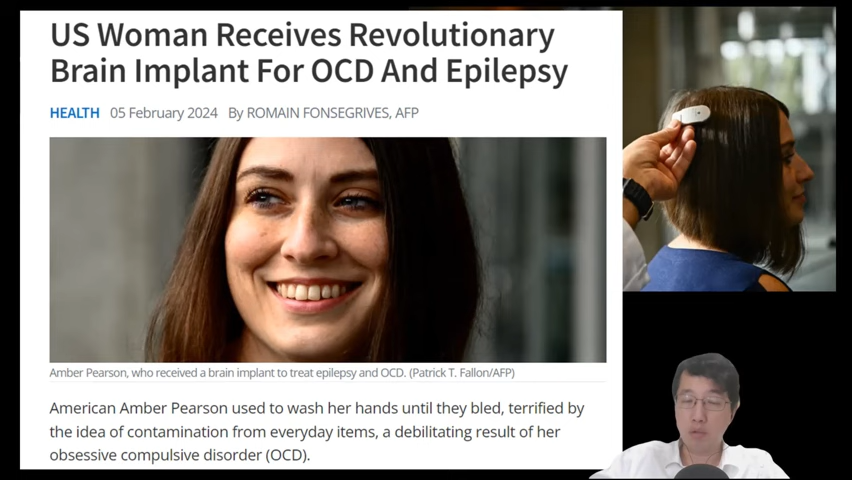 US Woman Receives Revolutionary
Brain Implant For OCD And Epilepsy
HEALTH 05 February 2024 By ROMAIN FONSEGRIVES, AFP
Amber Pearson, who received a brain implant to treat epilepsy and OCD. (Patrick T. Fallon/AFP)
American Amber Pearson used to wash her hands until they bled, terrified by
the idea of contamination from everyday items, a debilitating result of her
obsessive compulsive disorder (OCD).